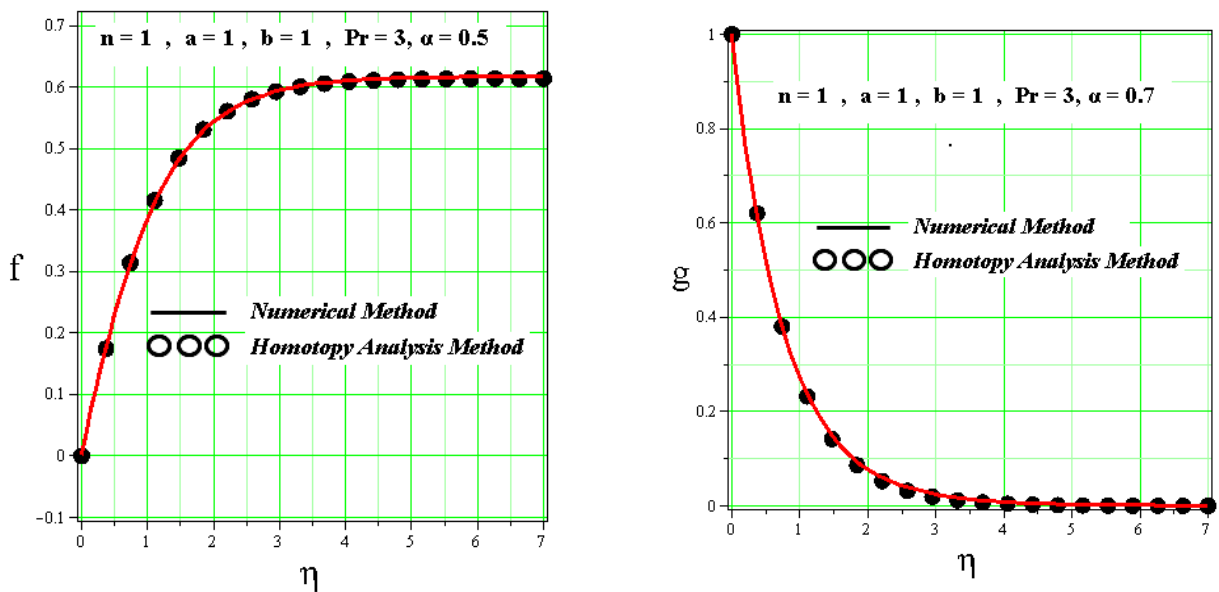 n = 1 , a = 1, b = 1 , Pr = 3, α = 0.5
0.7
0.6
0.5
0.4
0.3
0.2
0.1
0
−0.1
f
Numerical Method
Homotopy Analysis Method
0 1 2 3 4 5 6 7
η
n = 1 , a = 1, b = 1 , Pr = 3, α = 0.7
1
0.8
0.6
0.4
0.2
0
g
Numerical Method
Homotopy Analysis Method
0 1 2 3 4 5 6 7
η